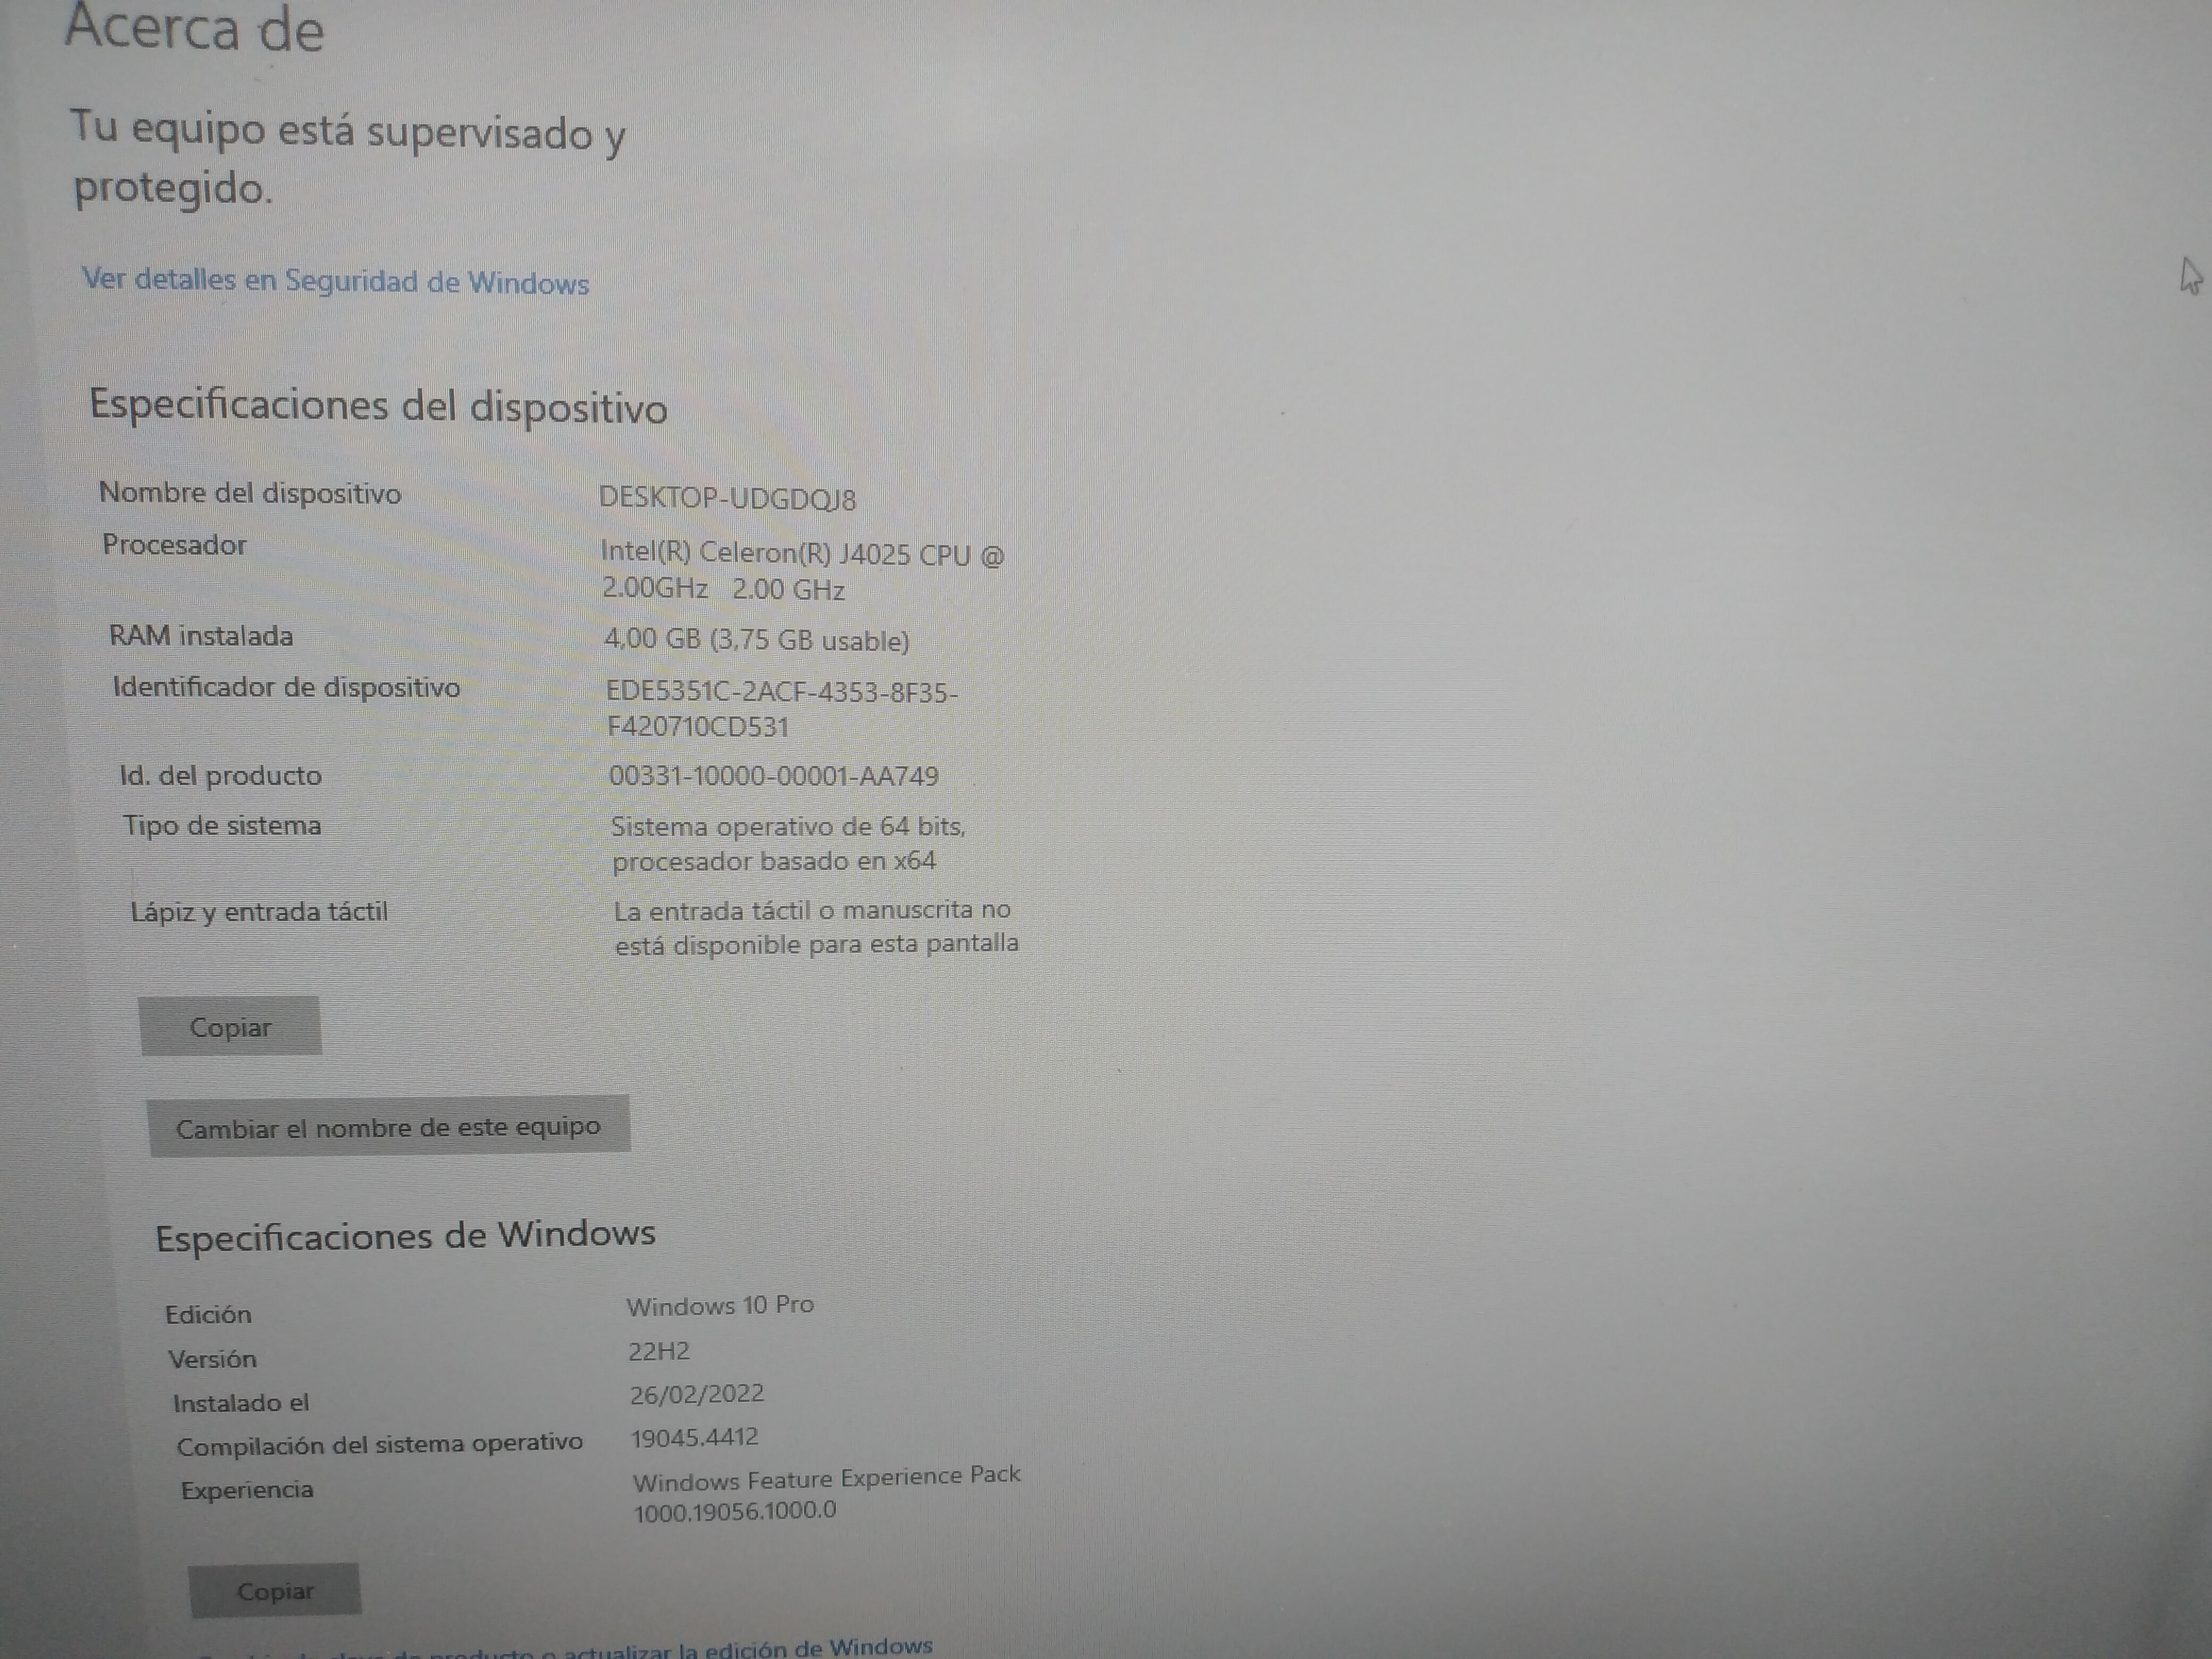 Acerca de
Tu equipo está supervisado y
protegido.
Ver detalles en Seguridad de Windows
Especificaciones del dispositivo
Nombre del dispositivo DESKTOP-UDGDQJ8
Procesador Intel(R) Celeron(R) J4025 CPU @
2.00GHz 2.00 GHz
RAM instalada 4,00 GB (3,75 GB usable)
Identificador de dispositivo EDE5351C-2ACF-4353-8F35-
F420710CD531
Id. del producto 00331-10000-00001-AA749
Tipo de sistema Sistema operativo de 64 bits,
procesador basado en x64
Lápiz y entrada táctil La entrada táctil o manuscrita no
está disponible para esta pantalla
Copiar
Cambiar el nombre de este equipo
Especificaciones de Windows
Edición Windows 10 Pro
Versión 22H2
Instalado el 26/02/2022
Compilación del sistema operativo 19045.4412
Experiencia Windows Feature Experience Pack
1000.19056.1000.0
Copiar
producto o actualizar la edición de Windows